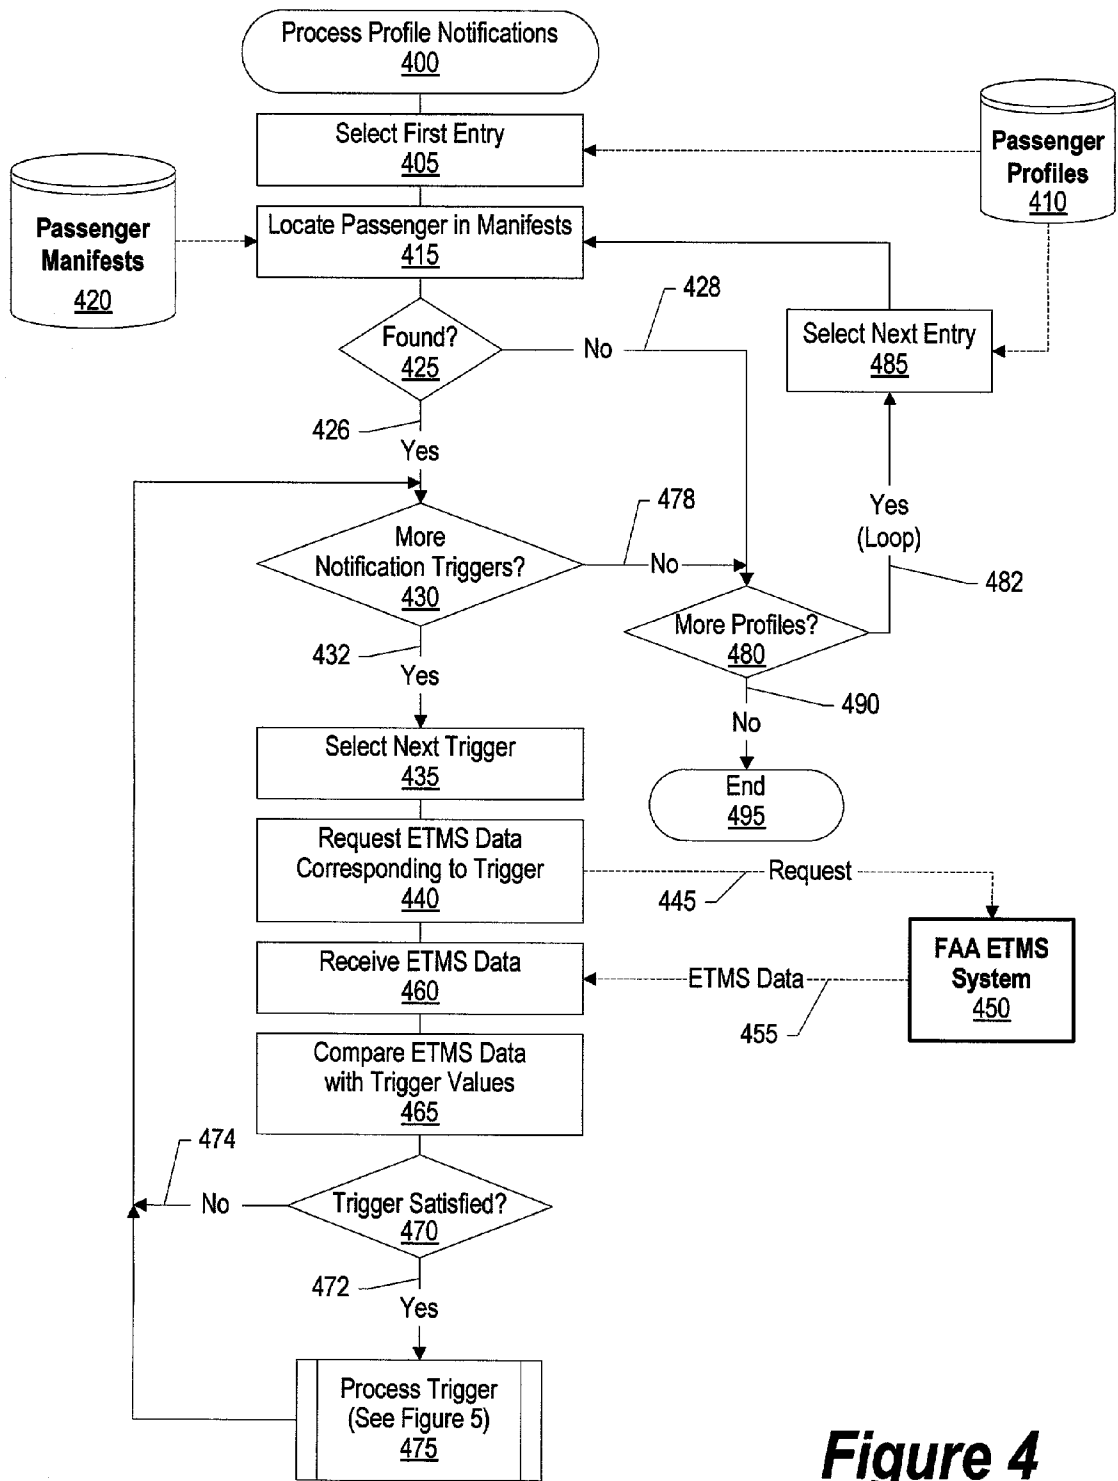 Process Profile Notifications
400
Select First Entry
405
Passenger
Profiles
410
Passenger
Manifests
420
Locate Passenger in Manifests
415
Found?
425
No
428
Select Next Entry
485
426
Yes
478
Yes
(Loop)
482
More
Notification Triggers?
430
No
More Profiles?
480
432
Yes
490
No
Select Next Trigger
435
End
495
Request ETMS Data
Corresponding to Trigger
440
Request
445
FAA ETMS
System
450
Receive ETMS Data
460
ETMS Data
455
Compare ETMS Data
with Trigger Values
465
474
No
Trigger Satisfied?
470
472
Yes
Process Trigger
(See Figure 5)
475
Figure 4